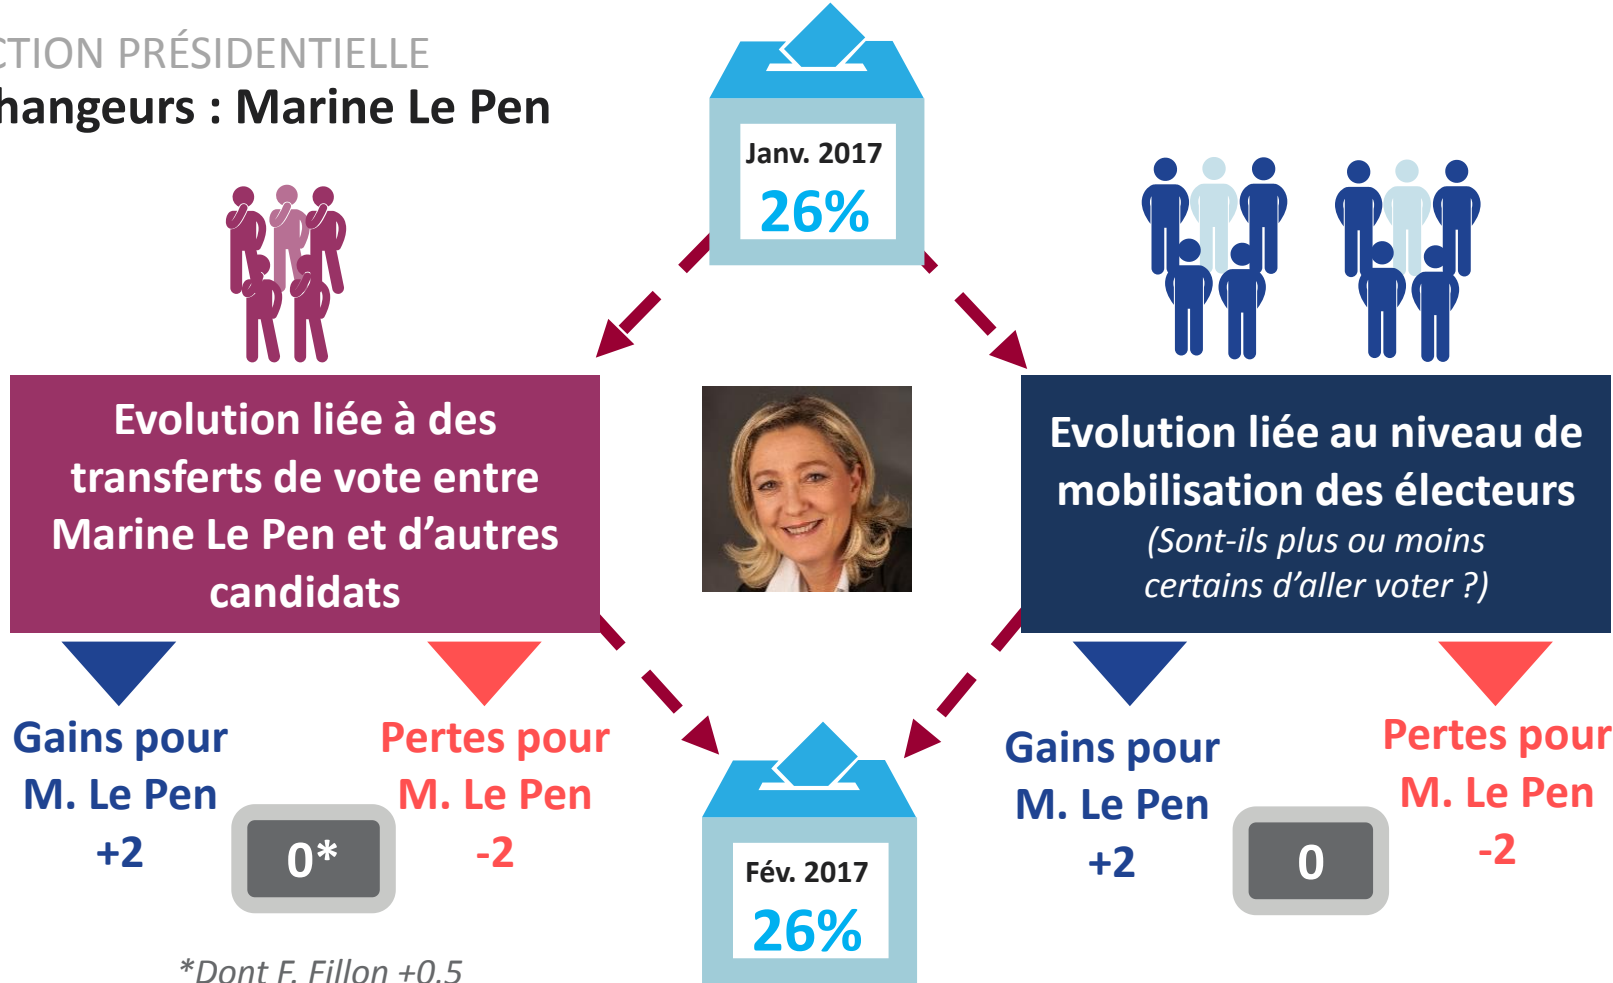 CTION PRÉSIDENTIELLE
hangeurs : Marine Le Pen
Janv. 2017
26%
Evolution liée à des
transferts de vote entre
Marine Le Pen et d’autres
candidats
Evolution liée au niveau de
mobilisation des électeurs
(Sont-ils plus ou moins
certains d’aller voter ?)
Gains pour
M. Le Pen
+2
0*
Pertes pour
M. Le Pen
-2
*Dont F. Fillon +0.5
Fév. 2017
26%
Gains pour
M. Le Pen
+2
0
Pertes pour
M. Le Pen
-2